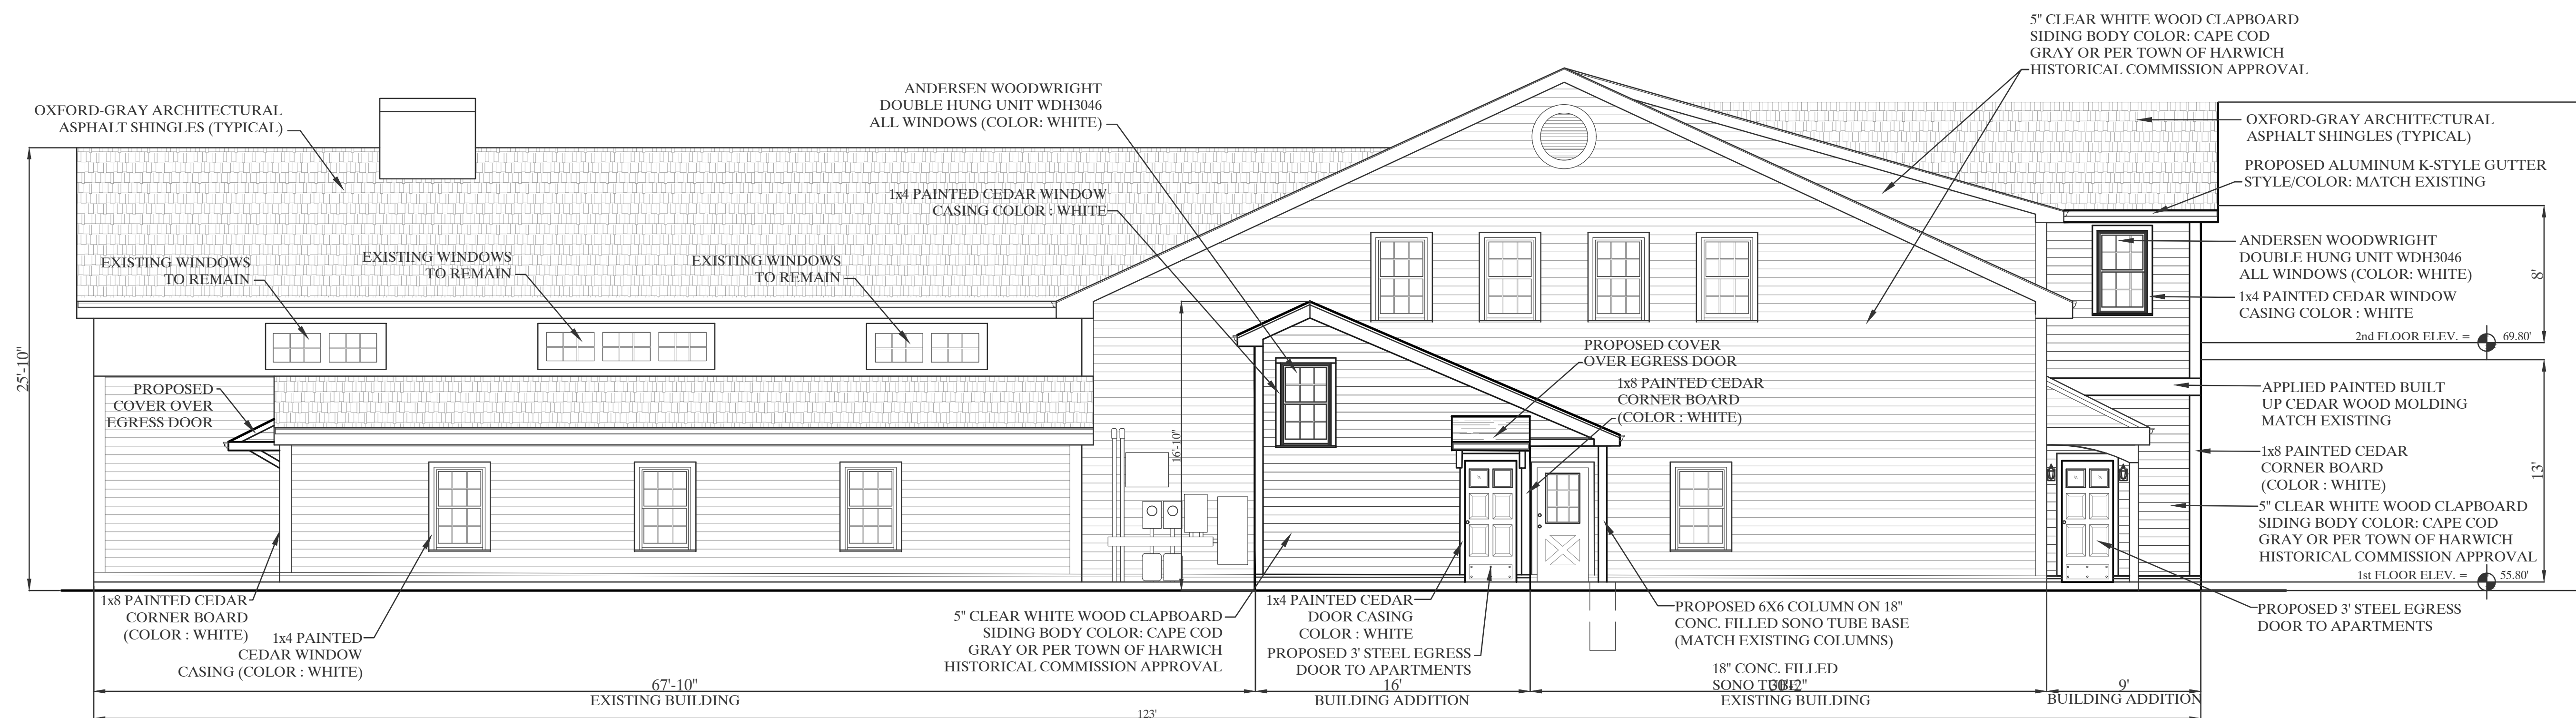 5" CLEAR WHITE WOOD CLAPBOARD
SIDING BODY COLOR: CAPE COD
GRAY OR PER TOWN OF HARWICH
HISTORICAL COMMISSION APPROVAL
ANDERSEN WOODWRIGHT
DOUBLE HUNG UNIT WDH3046
ALL WINDOWS (COLOR: WHITE)
OXFORD-GRAY ARCHITECTURAL
ASPHALT SHINGLES (TYPICAL)
OXFORD-GRAY ARCHITECTURAL
ASPHALT SHINGLES (TYPICAL)
PROPOSED ALUMINUM K-STYLE GUTTER
STYLE/COLOR: MATCH EXISTING
1x4 PAINTED CEDAR WINDOW
CASING COLOR : WHITE
EXISTING WINDOWS
TO REMAIN
EXISTING WINDOWS
TO REMAIN
EXISTING WINDOWS
TO REMAIN
ANDERSEN WOODWRIGHT
DOUBLE HUNG UNIT WDH3046
ALL WINDOWS (COLOR: WHITE)
8'
1x4 PAINTED CEDAR WINDOW
CASING COLOR : WHITE
2nd FLOOR ELEV. = 69.80'
25'-10"
PROPOSED
COVER OVER
EGRESS DOOR
PROPOSED COVER
OVER EGRESS DOOR
1x8 PAINTED CEDAR
CORNER BOARD
(COLOR : WHITE)
APPLIED PAINTED BUILT
UP CEDAR WOOD MOLDING
MATCH EXISTING
16'-10"
1x8 PAINTED CEDAR
CORNER BOARD
(COLOR : WHITE)
13'
5" CLEAR WHITE WOOD CLAPBOARD
SIDING BODY COLOR: CAPE COD
GRAY OR PER TOWN OF HARWICH
HISTORICAL COMMISSION APPROVAL
1st FLOOR ELEV. = 55.80'
1x8 PAINTED CEDAR
CORNER BOARD
(COLOR : WHITE)
1x4 PAINTED
CEDAR WINDOW
CASING (COLOR : WHITE)
5" CLEAR WHITE WOOD CLAPBOARD
SIDING BODY COLOR: CAPE COD
GRAY OR PER TOWN OF HARWICH
HISTORICAL COMMISSION APPROVAL
1x4 PAINTED CEDAR
DOOR CASING
COLOR : WHITE
PROPOSED 3' STEEL EGRESS
DOOR TO APARTMENTS
PROPOSED 6X6 COLUMN ON 18"
CONC. FILLED SONO TUBE BASE
(MATCH EXISTING COLUMNS)
PROPOSED 3' STEEL EGRESS
DOOR TO APARTMENTS
18" CONC. FILLED
SONO TUBE
67'-10"
EXISTING BUILDING
16'
BUILDING ADDITION
30'-2"
EXISTING BUILDING
9'
BUILDING ADDITION
123'